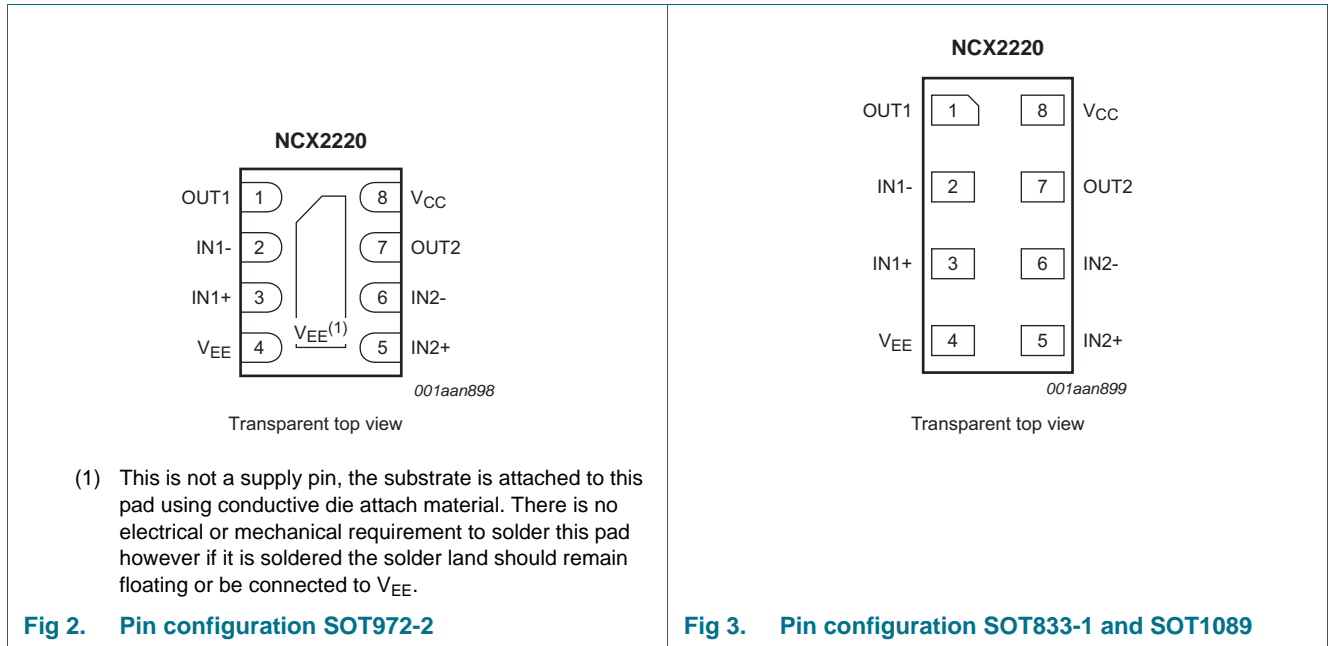 NCX2220
OUT1 1 8 VCC
IN1- 2 7 OUT2
IN1+ 3 6 IN2-
VEE 4 VEE(1) 5 IN2+
001aan898
Transparent top view
(1) This is not a supply pin, the substrate is attached to this
pad using conductive die attach material. There is no
electrical or mechanical requirement to solder this pad
however if it is soldered the solder land should remain
floating or be connected to VEE.
Fig 2. Pin configuration SOT972-2
NCX2220
OUT1 1 8 VCC
IN1- 2 7 OUT2
IN1+ 3 6 IN2-
VEE 4 5 IN2+
001aan899
Transparent top view
Fig 3. Pin configuration SOT833-1 and SOT1089